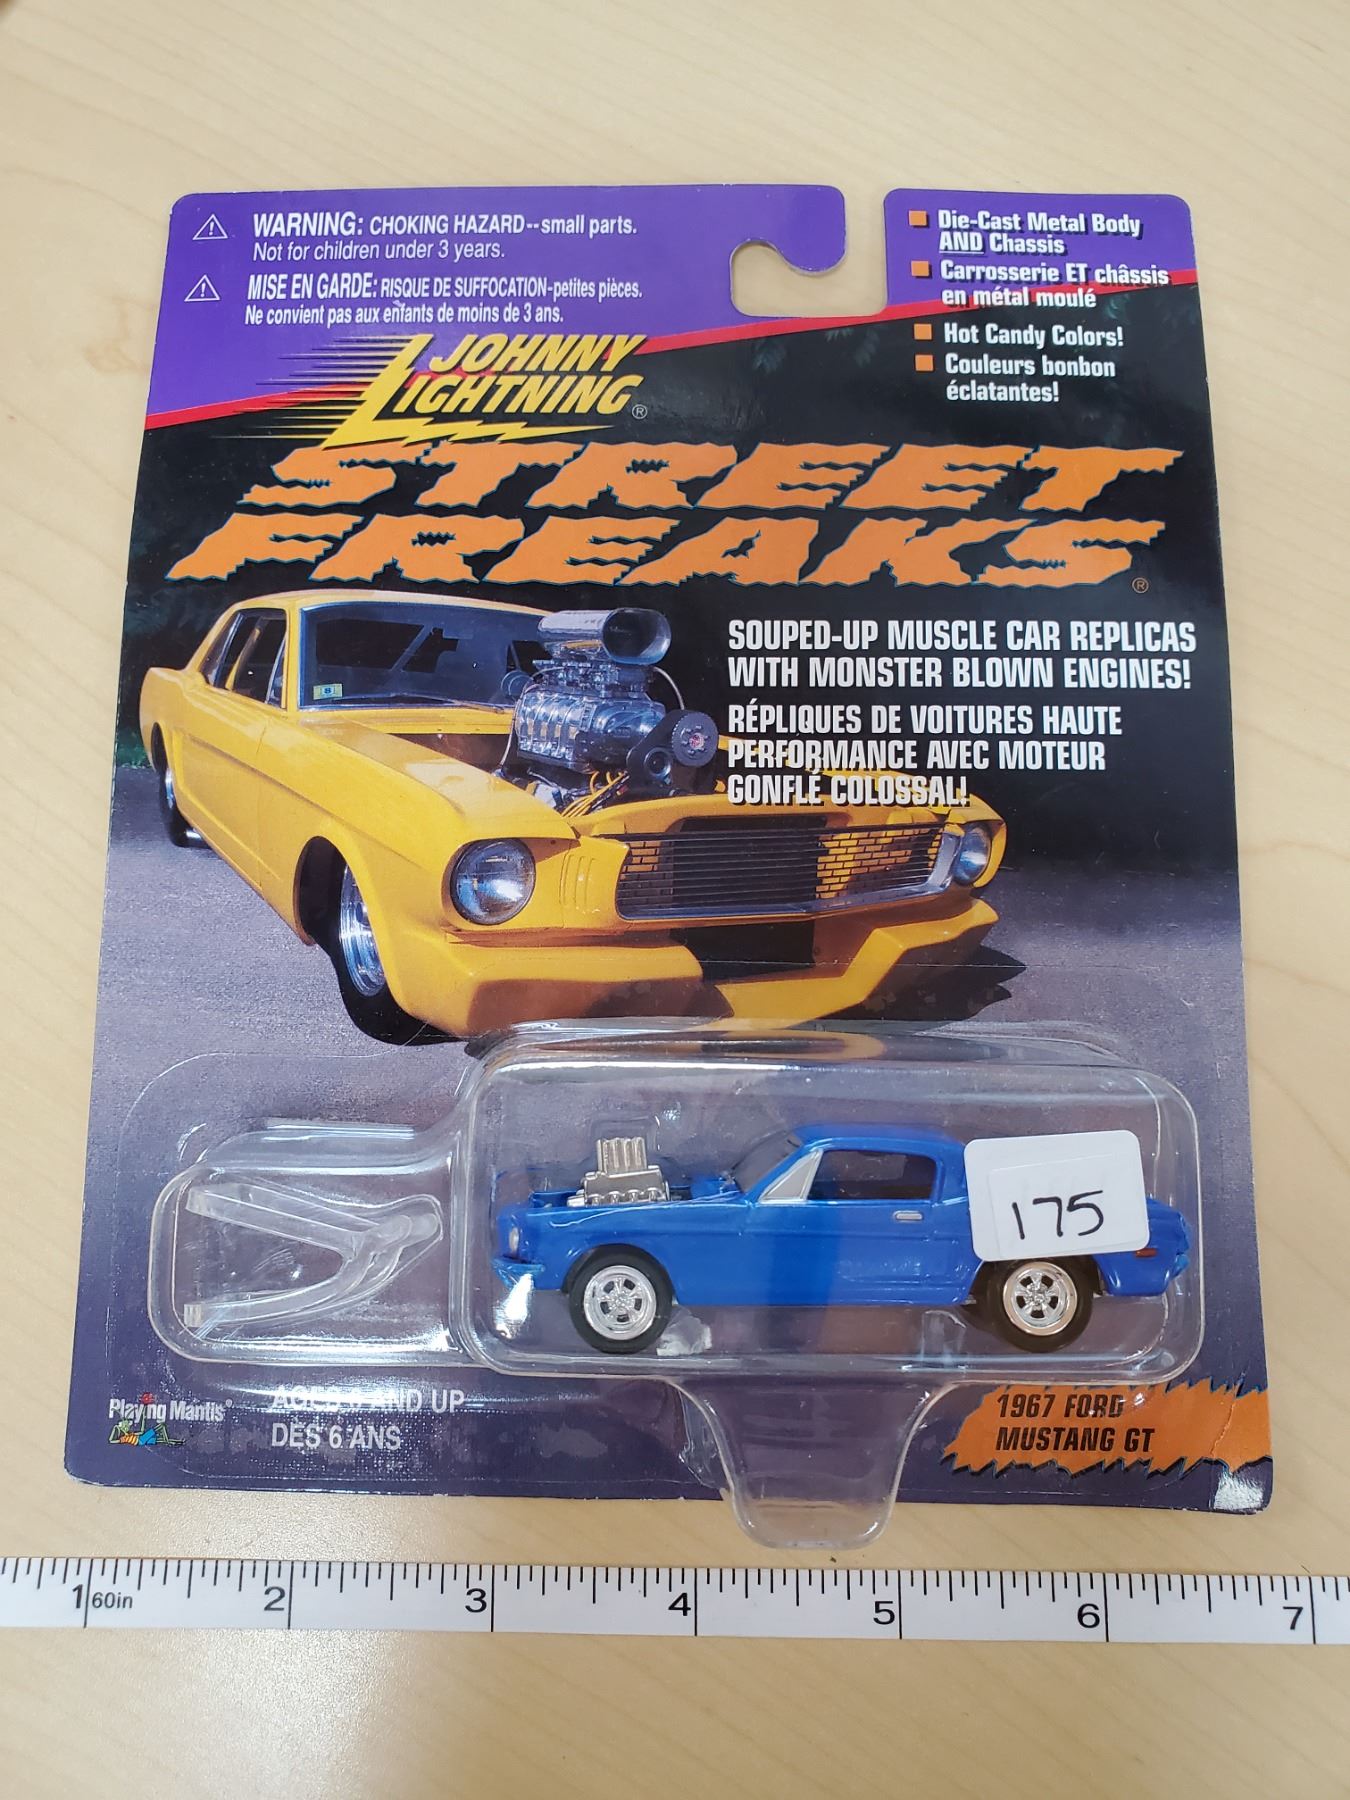 WARNING: CHOKING HAZARD--small parts.
Not for children under 3 years.
MISE EN GARDE: RISQUE DE SUFFOCATION-petites pièces.
Ne convient pas aux enfants de moins de 3 ans.
Die-Cast Metal Body
AND Chassis
Carrosserie ET châssis
en métal moulé
Hot Candy Colors!
Couleurs bonbon
éclatantes!
JOHNNY
LIGHTNING®
STREET
FREAKS®
SOUPED-UP MUSCLE CAR REPLICAS
WITH MONSTER BLOWN ENGINES!
RÉPLIQUES DE VOITURES HAUTE
PERFORMANCE AVEC MOTEUR
GONFLÉ COLOSSAL!
8
175
Playing Mantis®
AND UP
DÈS 6 ANS
1967 FORD
MUSTANG GT
1 60in 2 3 4 5 6 7